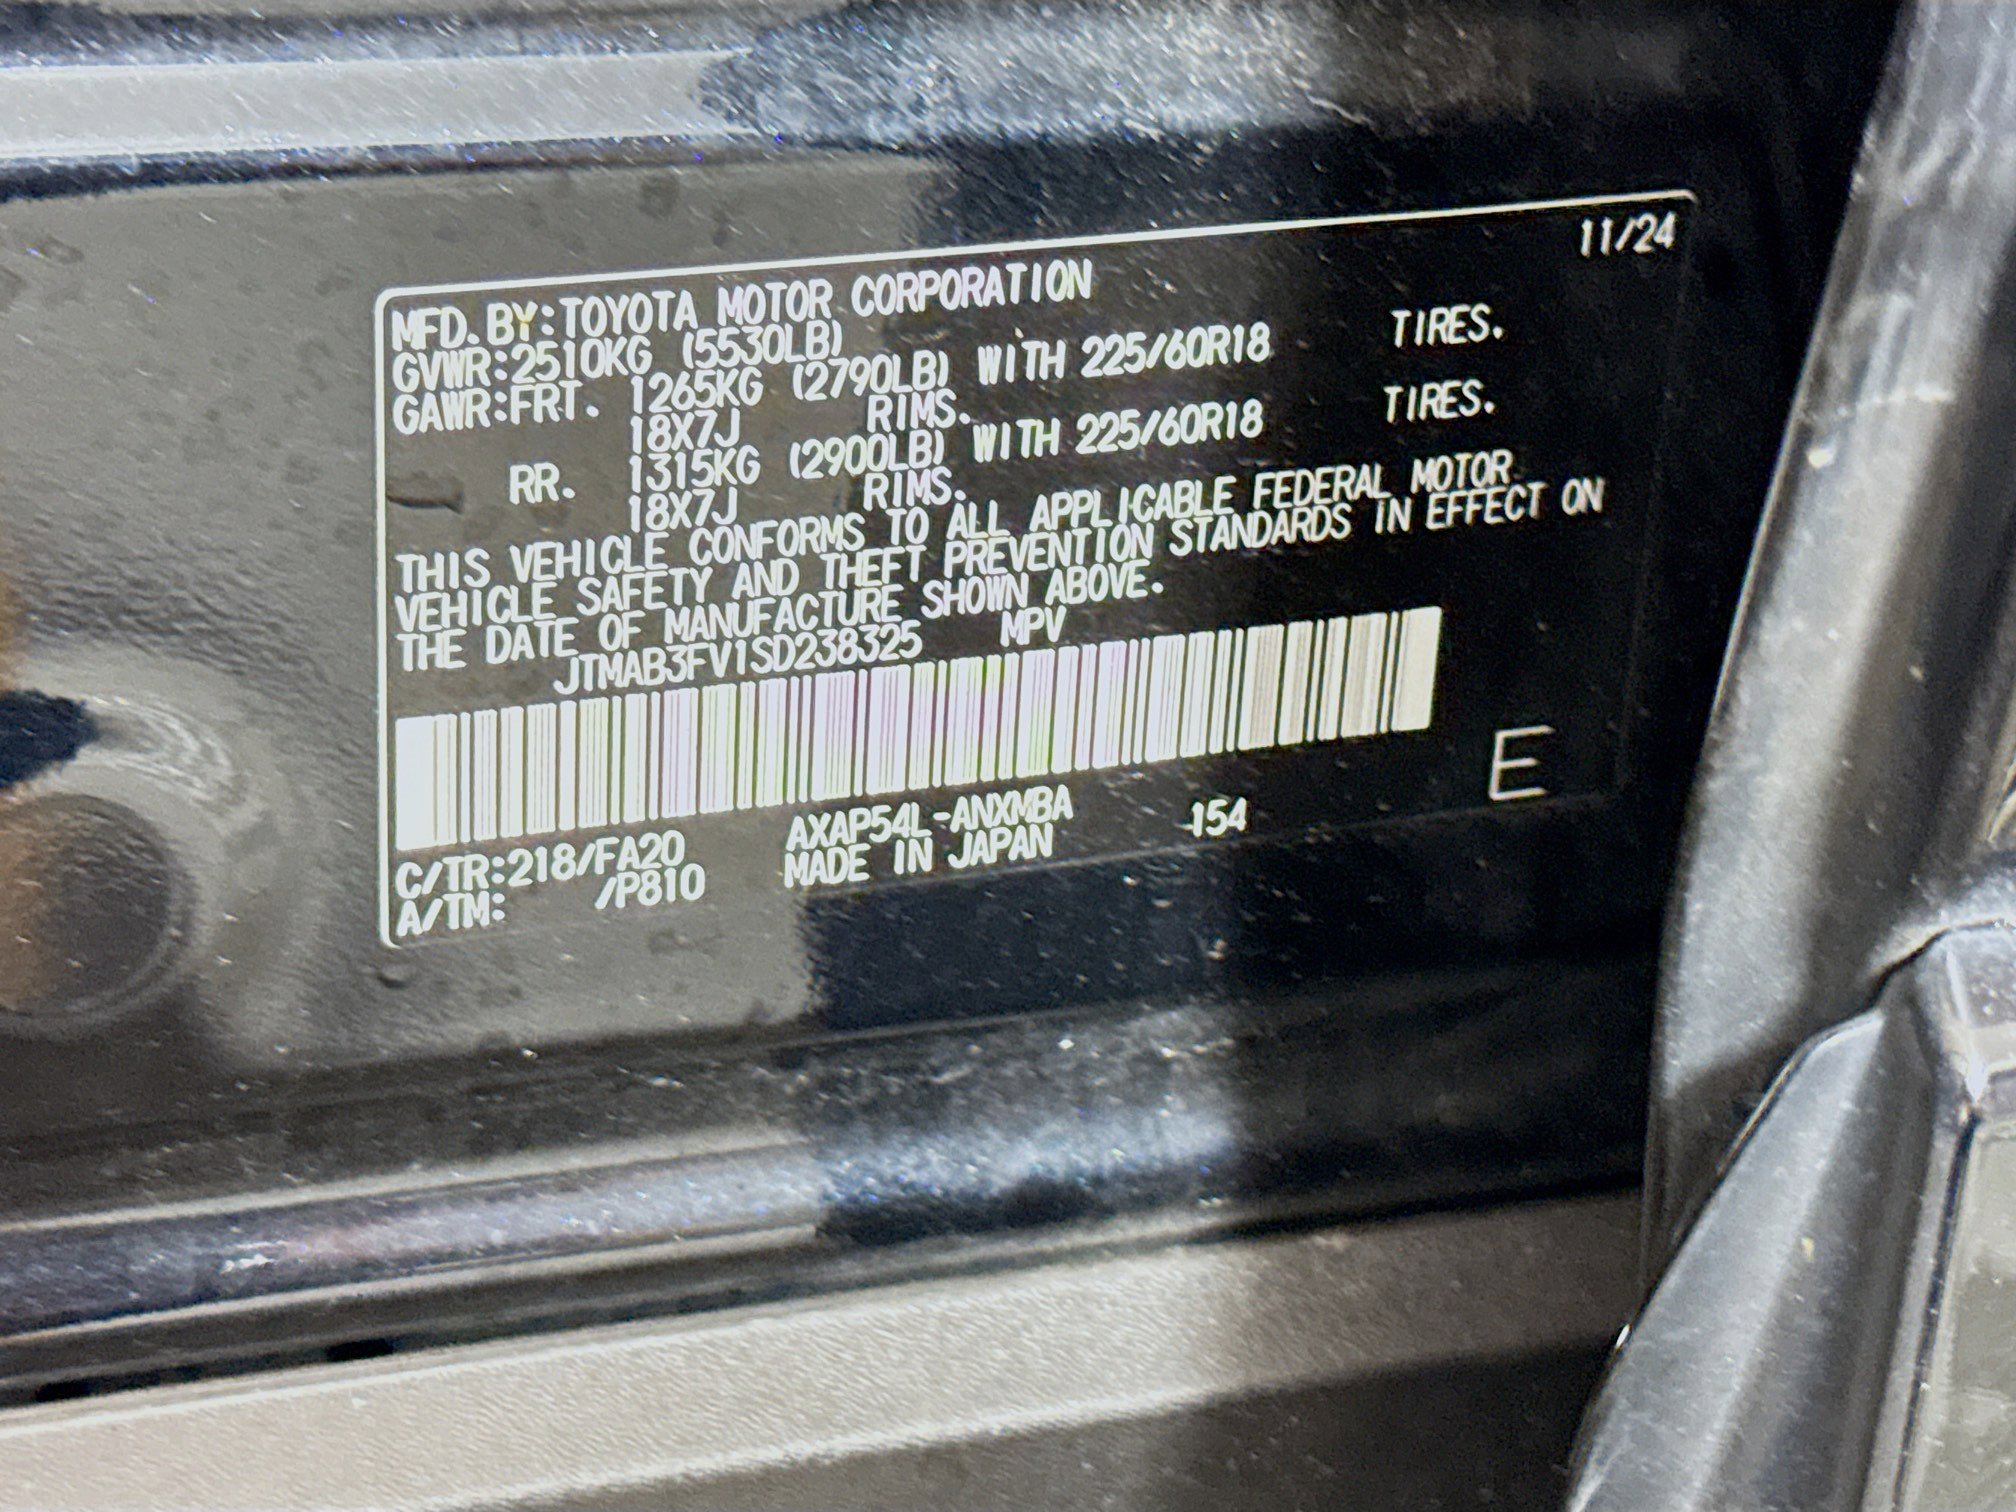 11/24
MFD. BY:TOYOTA MOTOR CORPORATION
GVWR:2510KG (5530LB)
GAWR:FRT. 1265KG (2790LB) WITH 225/60R18 TIRES.
18X7J RIMS.
RR. 1315KG (2900LB) WITH 225/60R18 TIRES.
18X7J RIMS.
THIS VEHICLE CONFORMS TO ALL APPLICABLE FEDERAL MOTOR
VEHICLE SAFETY AND THEFT PREVENTION STANDARDS IN EFFECT ON
THE DATE OF MANUFACTURE SHOWN ABOVE.
JTMAB3FV1SD238325 MPV
E
C/TR:218/FA20 AXAP54L-ANXMBA 154
A/TM: /P810 MADE IN JAPAN